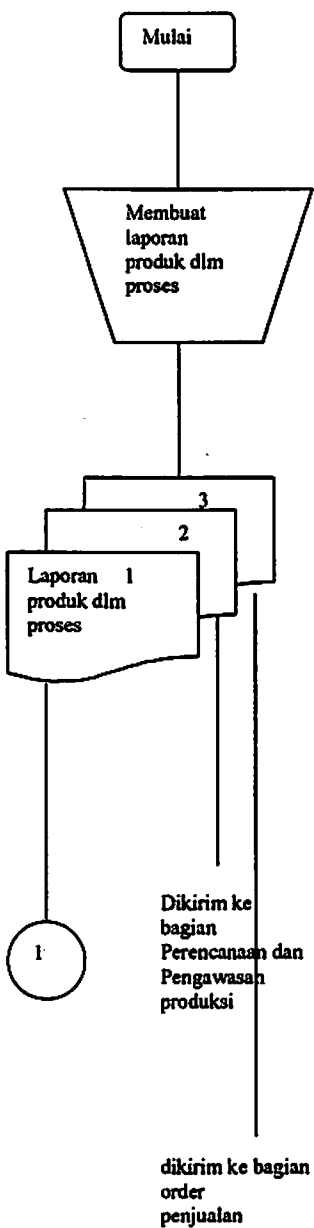 Mulai
Membuat
laporan
produk dlm
proses
3
2
Laporan 1
produk dlm
proses
1
Dikirim ke
bagian
Perencanaan dan
Pengawasan
produksi
dikirim ke bagian
order
penjualan